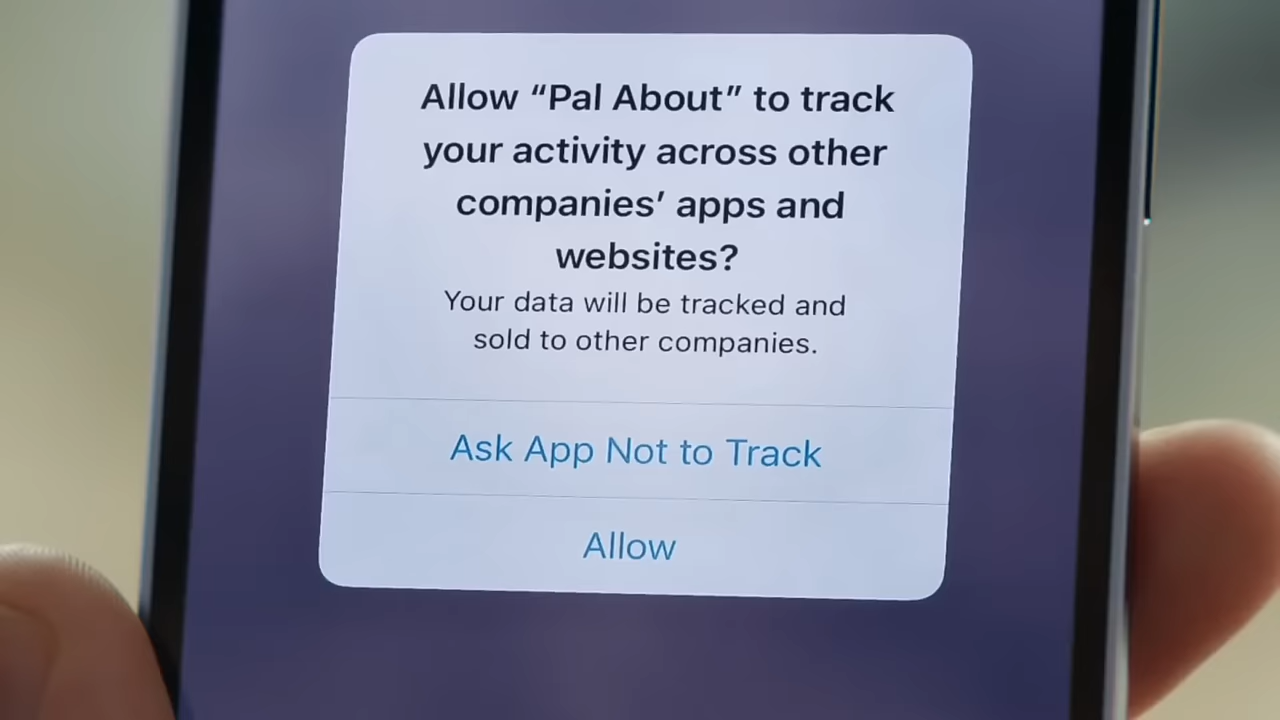 Allow “Pal About” to track
your activity across other
companies’ apps and
websites?
Your data will be tracked and
sold to other companies.
Ask App Not to Track
Allow